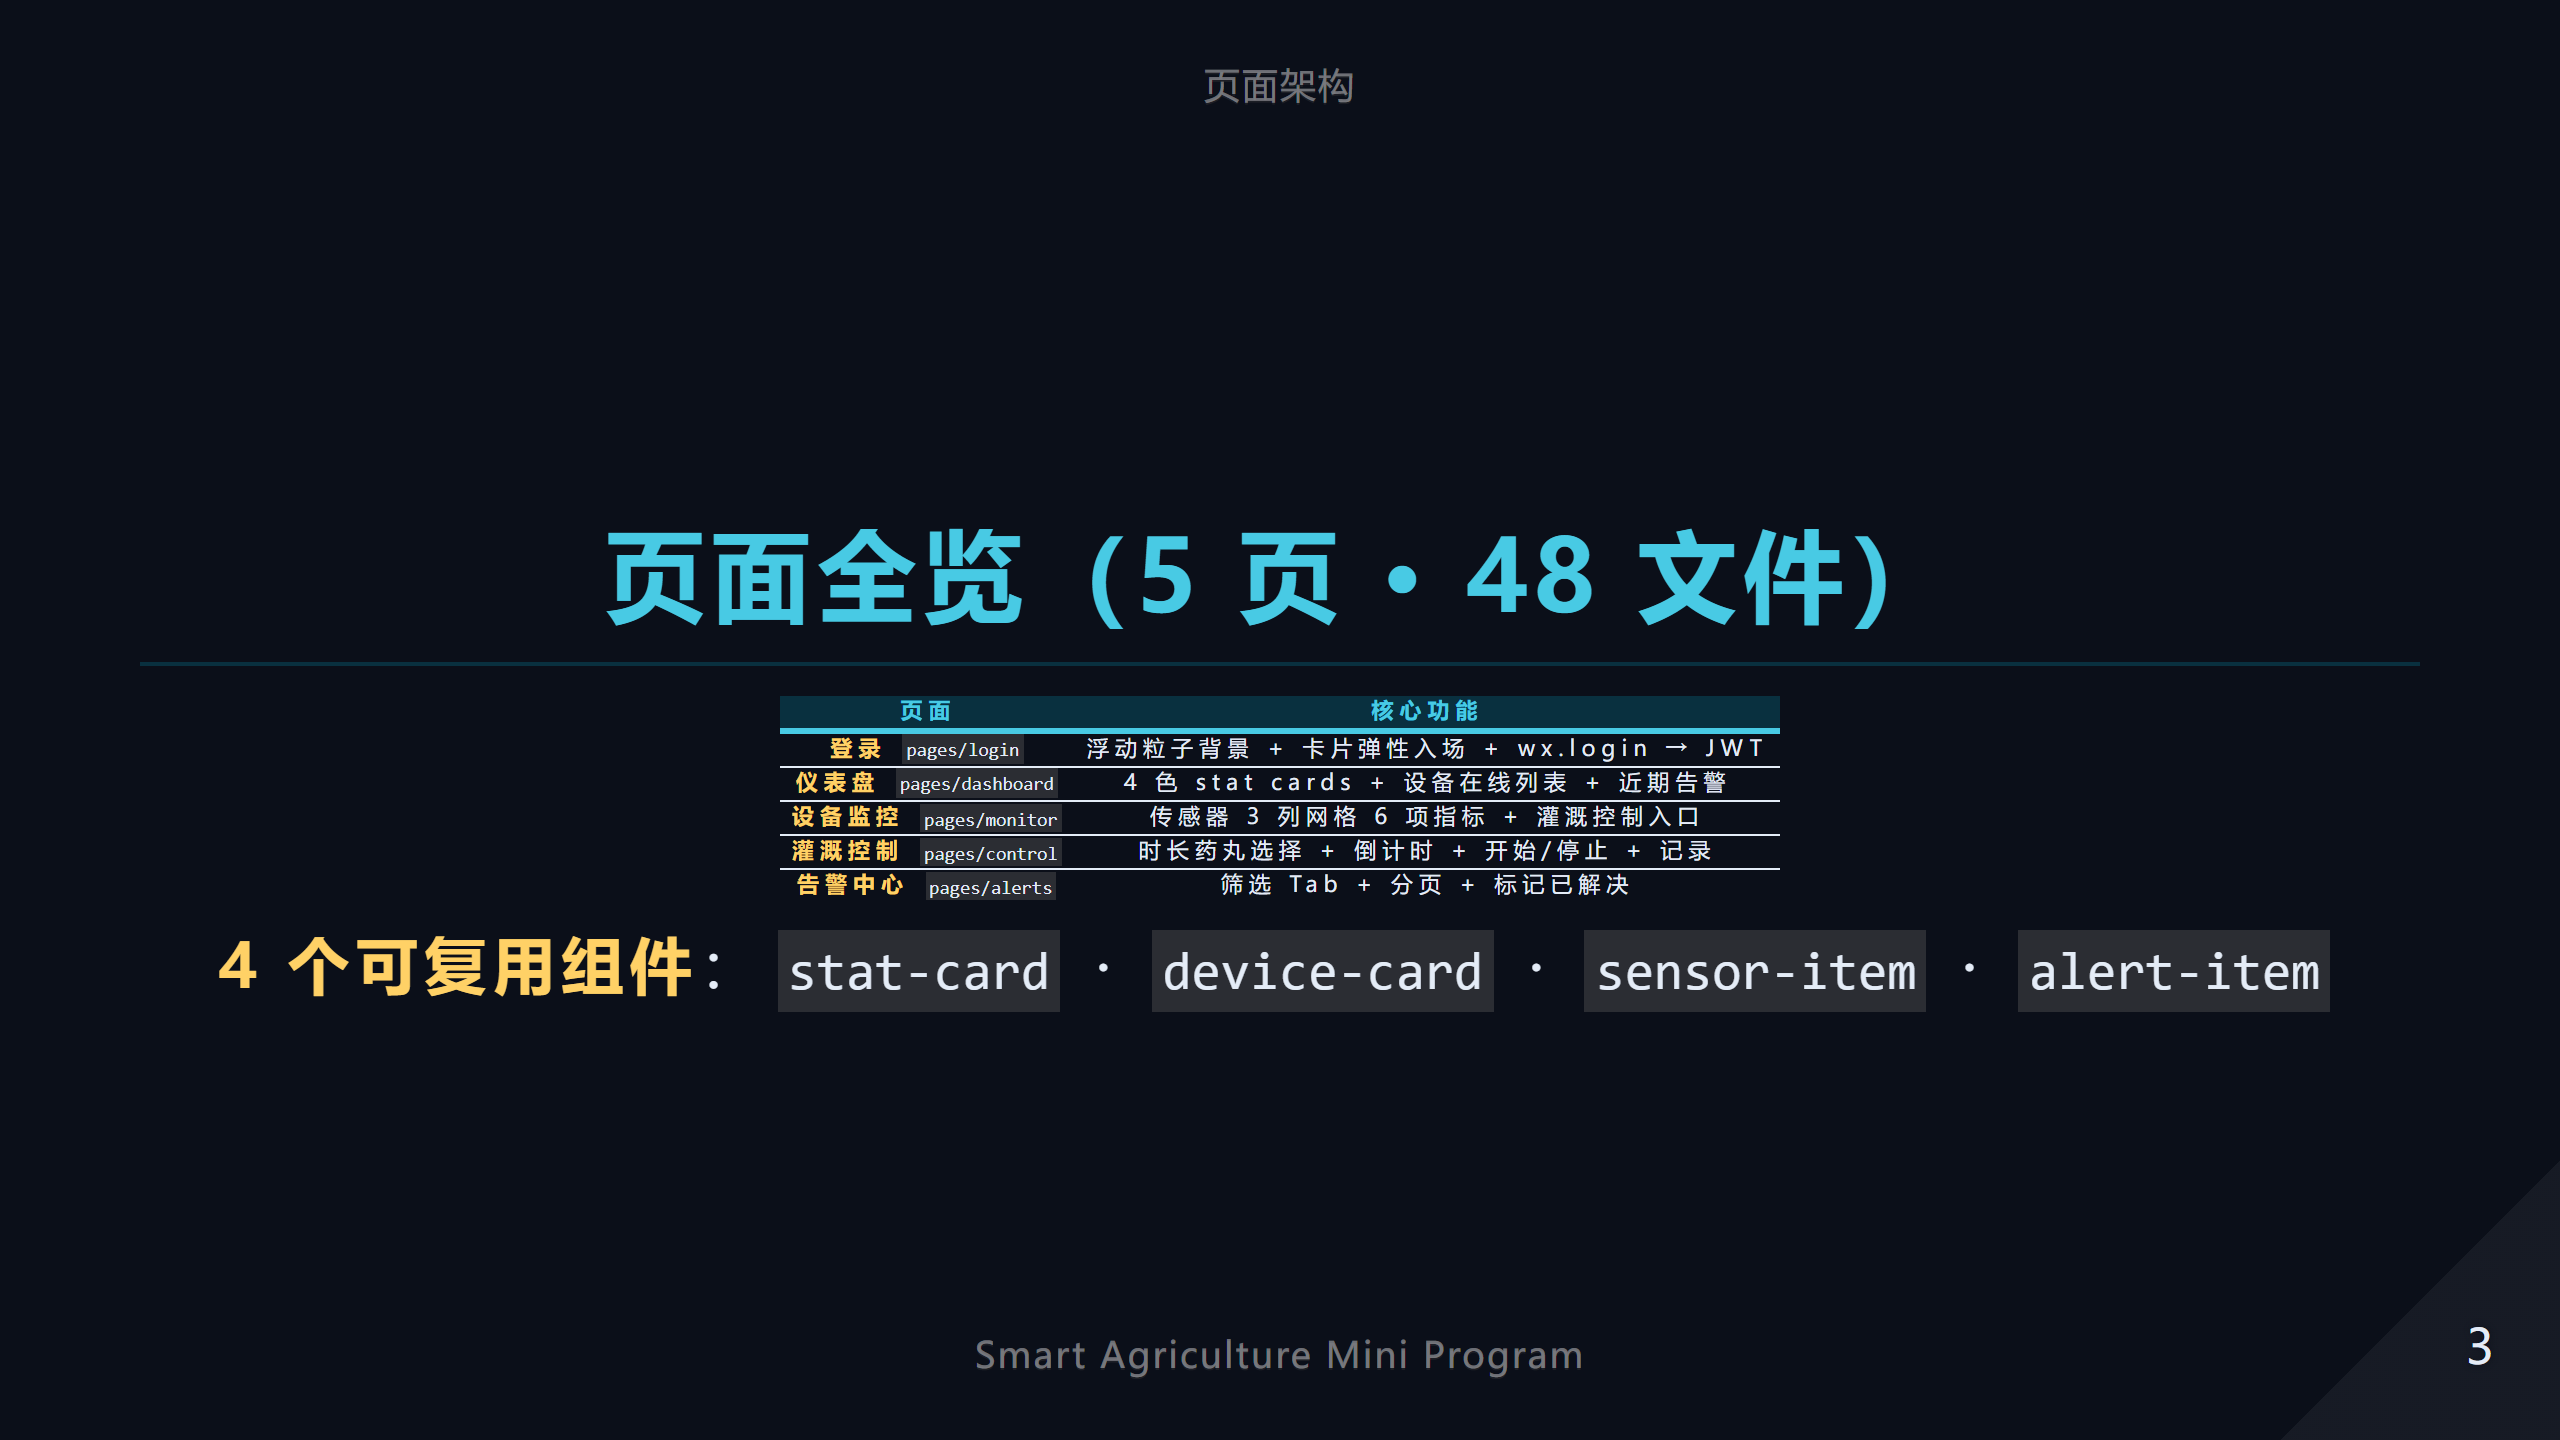 页面架构
页面全览（5 页 · 48 文件）
页面 核心功能
登录 pages/login 浮动粒子背景 + 卡片弹性入场 + wx.login → JWT
仪表盘 pages/dashboard 4 色 stat cards + 设备在线列表 + 近期告警
设备监控 pages/monitor 传感器 3 列网格 6 项指标 + 灌溉控制入口
灌溉控制 pages/control 时长药丸选择 + 倒计时 + 开始/停止 + 记录
告警中心 pages/alerts 筛选 Tab + 分页 + 标记已解决
4 个可复用组件： stat-card · device-card · sensor-item · alert-item
Smart Agriculture Mini Program
3